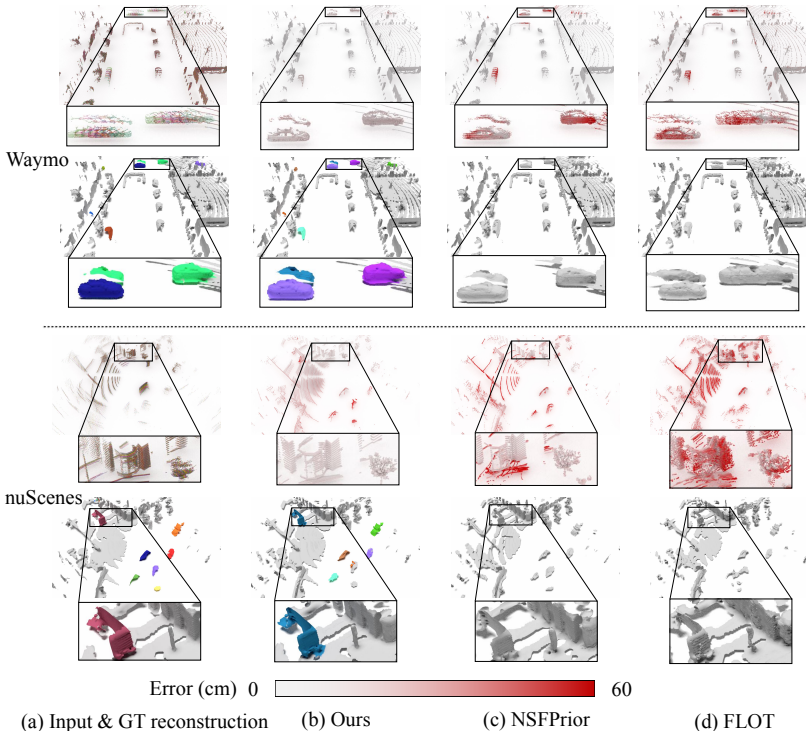 Waymo
nuScenes
Error (cm) 0 60
(a) Input & GT reconstruction (b) Ours (c) NSFPrior (d) FLOT